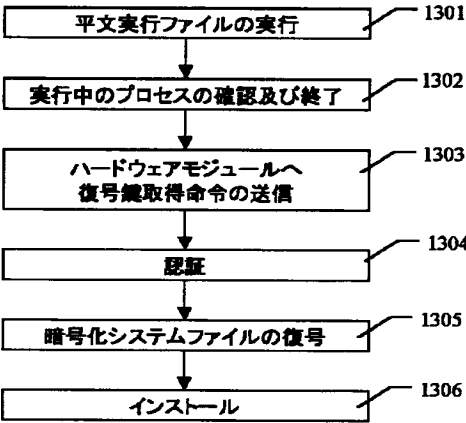 平文実行ファイルの実行
1301
実行中のプロセスの確認及び終了
1302
ハードウェアモジュールへ
復号鍵取得命令の送信
1303
認証
1304
暗号化システムファイルの復号
1305
インストール
1306